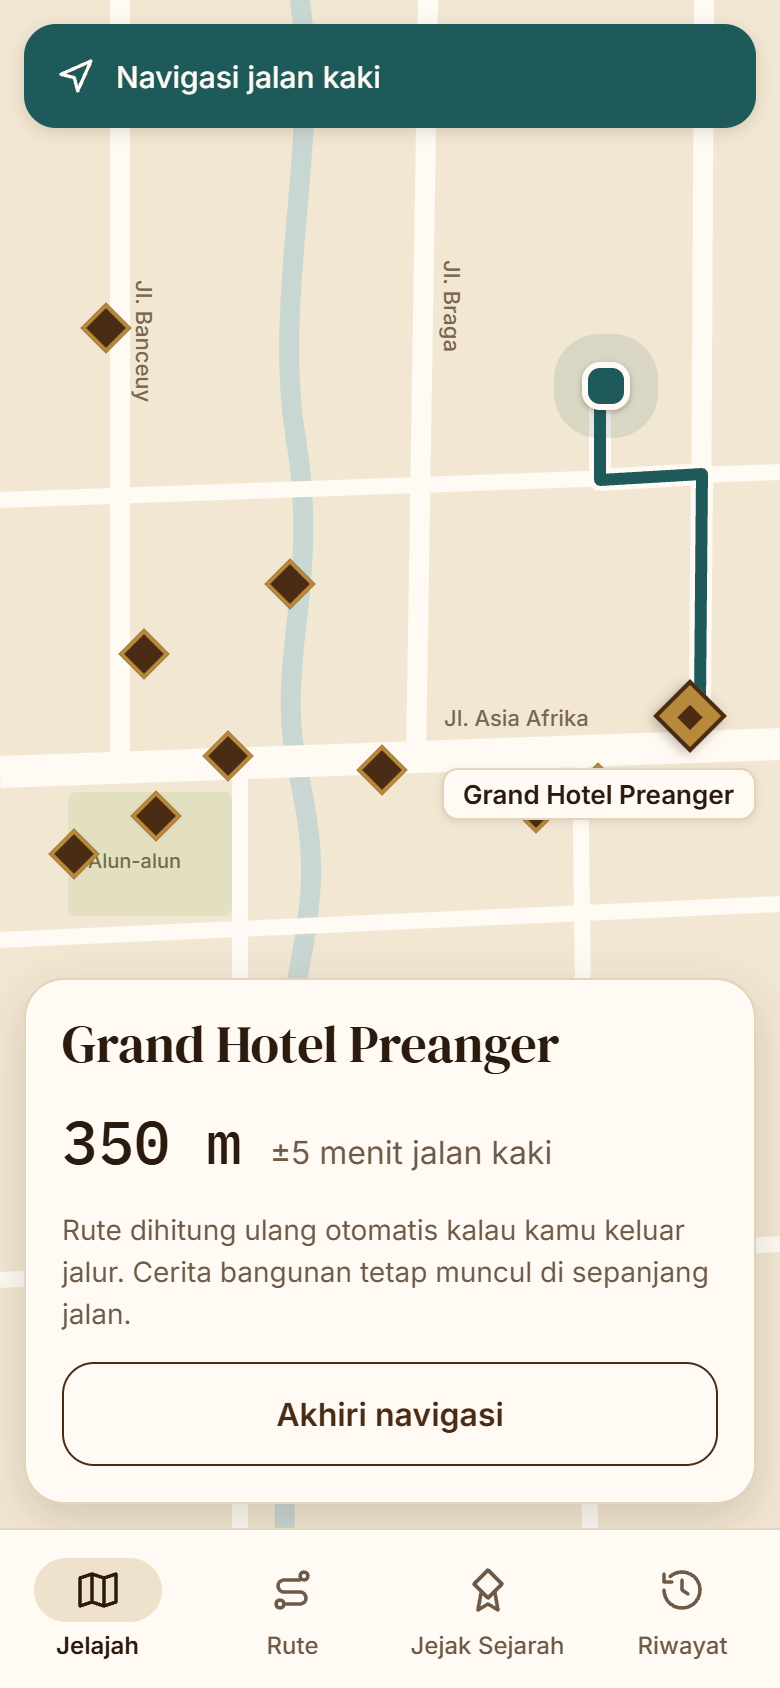 Navigasi jalan kaki
Jl. Banceuy
Jl. Braga
Jl. Asia Afrika
Grand Hotel Preanger
Alun-alun
Grand Hotel Preanger
350 m ±5 menit jalan kaki
Rute dihitung ulang otomatis kalau kamu keluar
jalur. Cerita bangunan tetap muncul di sepanjang
jalan.
Akhiri navigasi
Jelajah
Rute
Jejak Sejarah
Riwayat